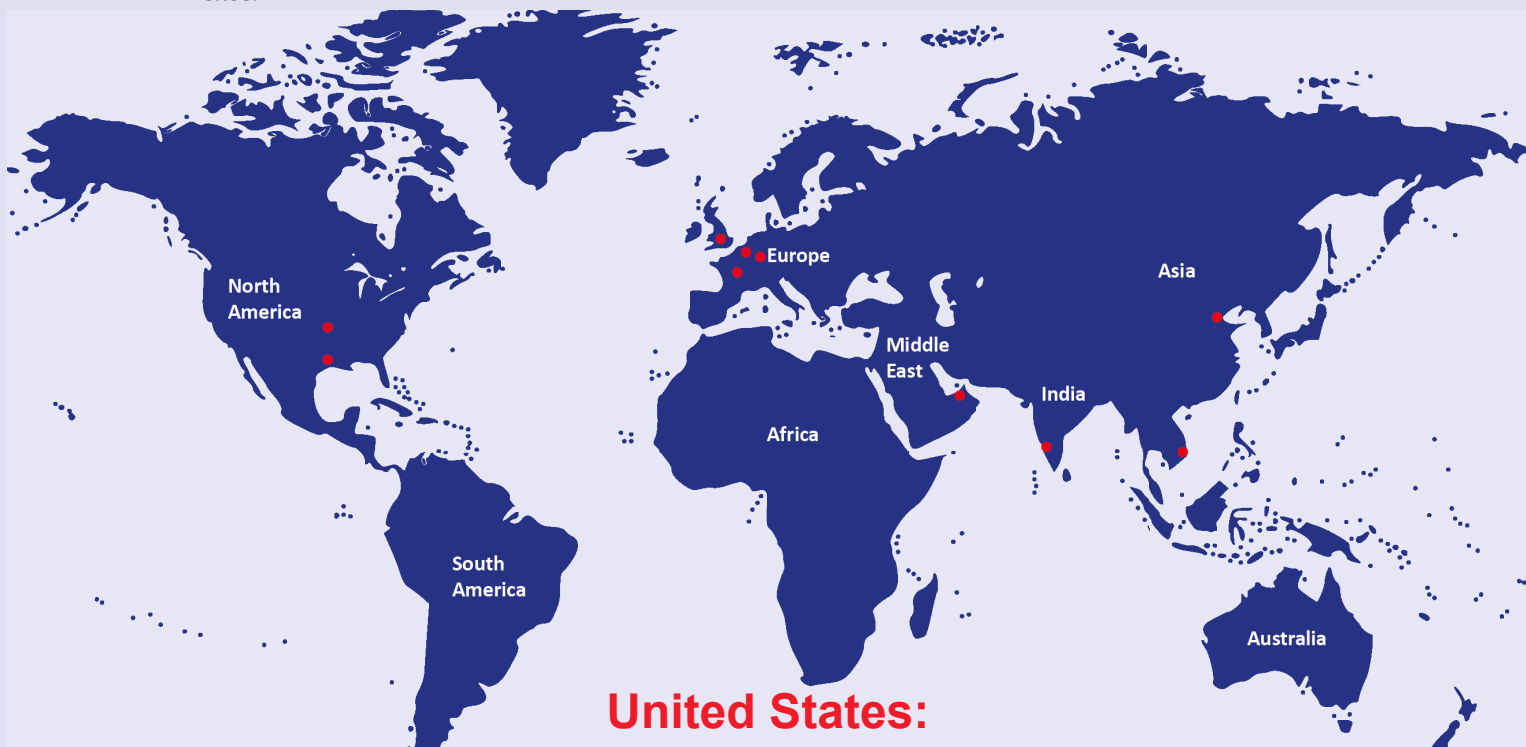 Europe
Asia
North
America
Middle
East
India
Africa
South
America
Australia
United States: